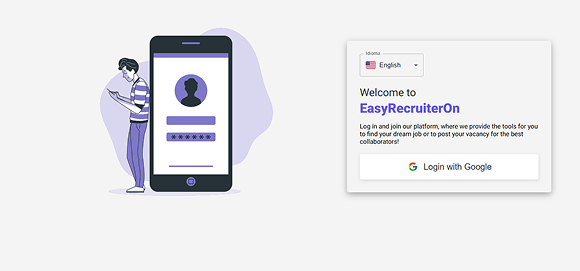 Idioma
English
Welcome to
EasyRecruiterOn
Log in and join our platform, where we provide the tools for you
to find your dream job or to post your vacancy for the best
collaborators!
Login with Google